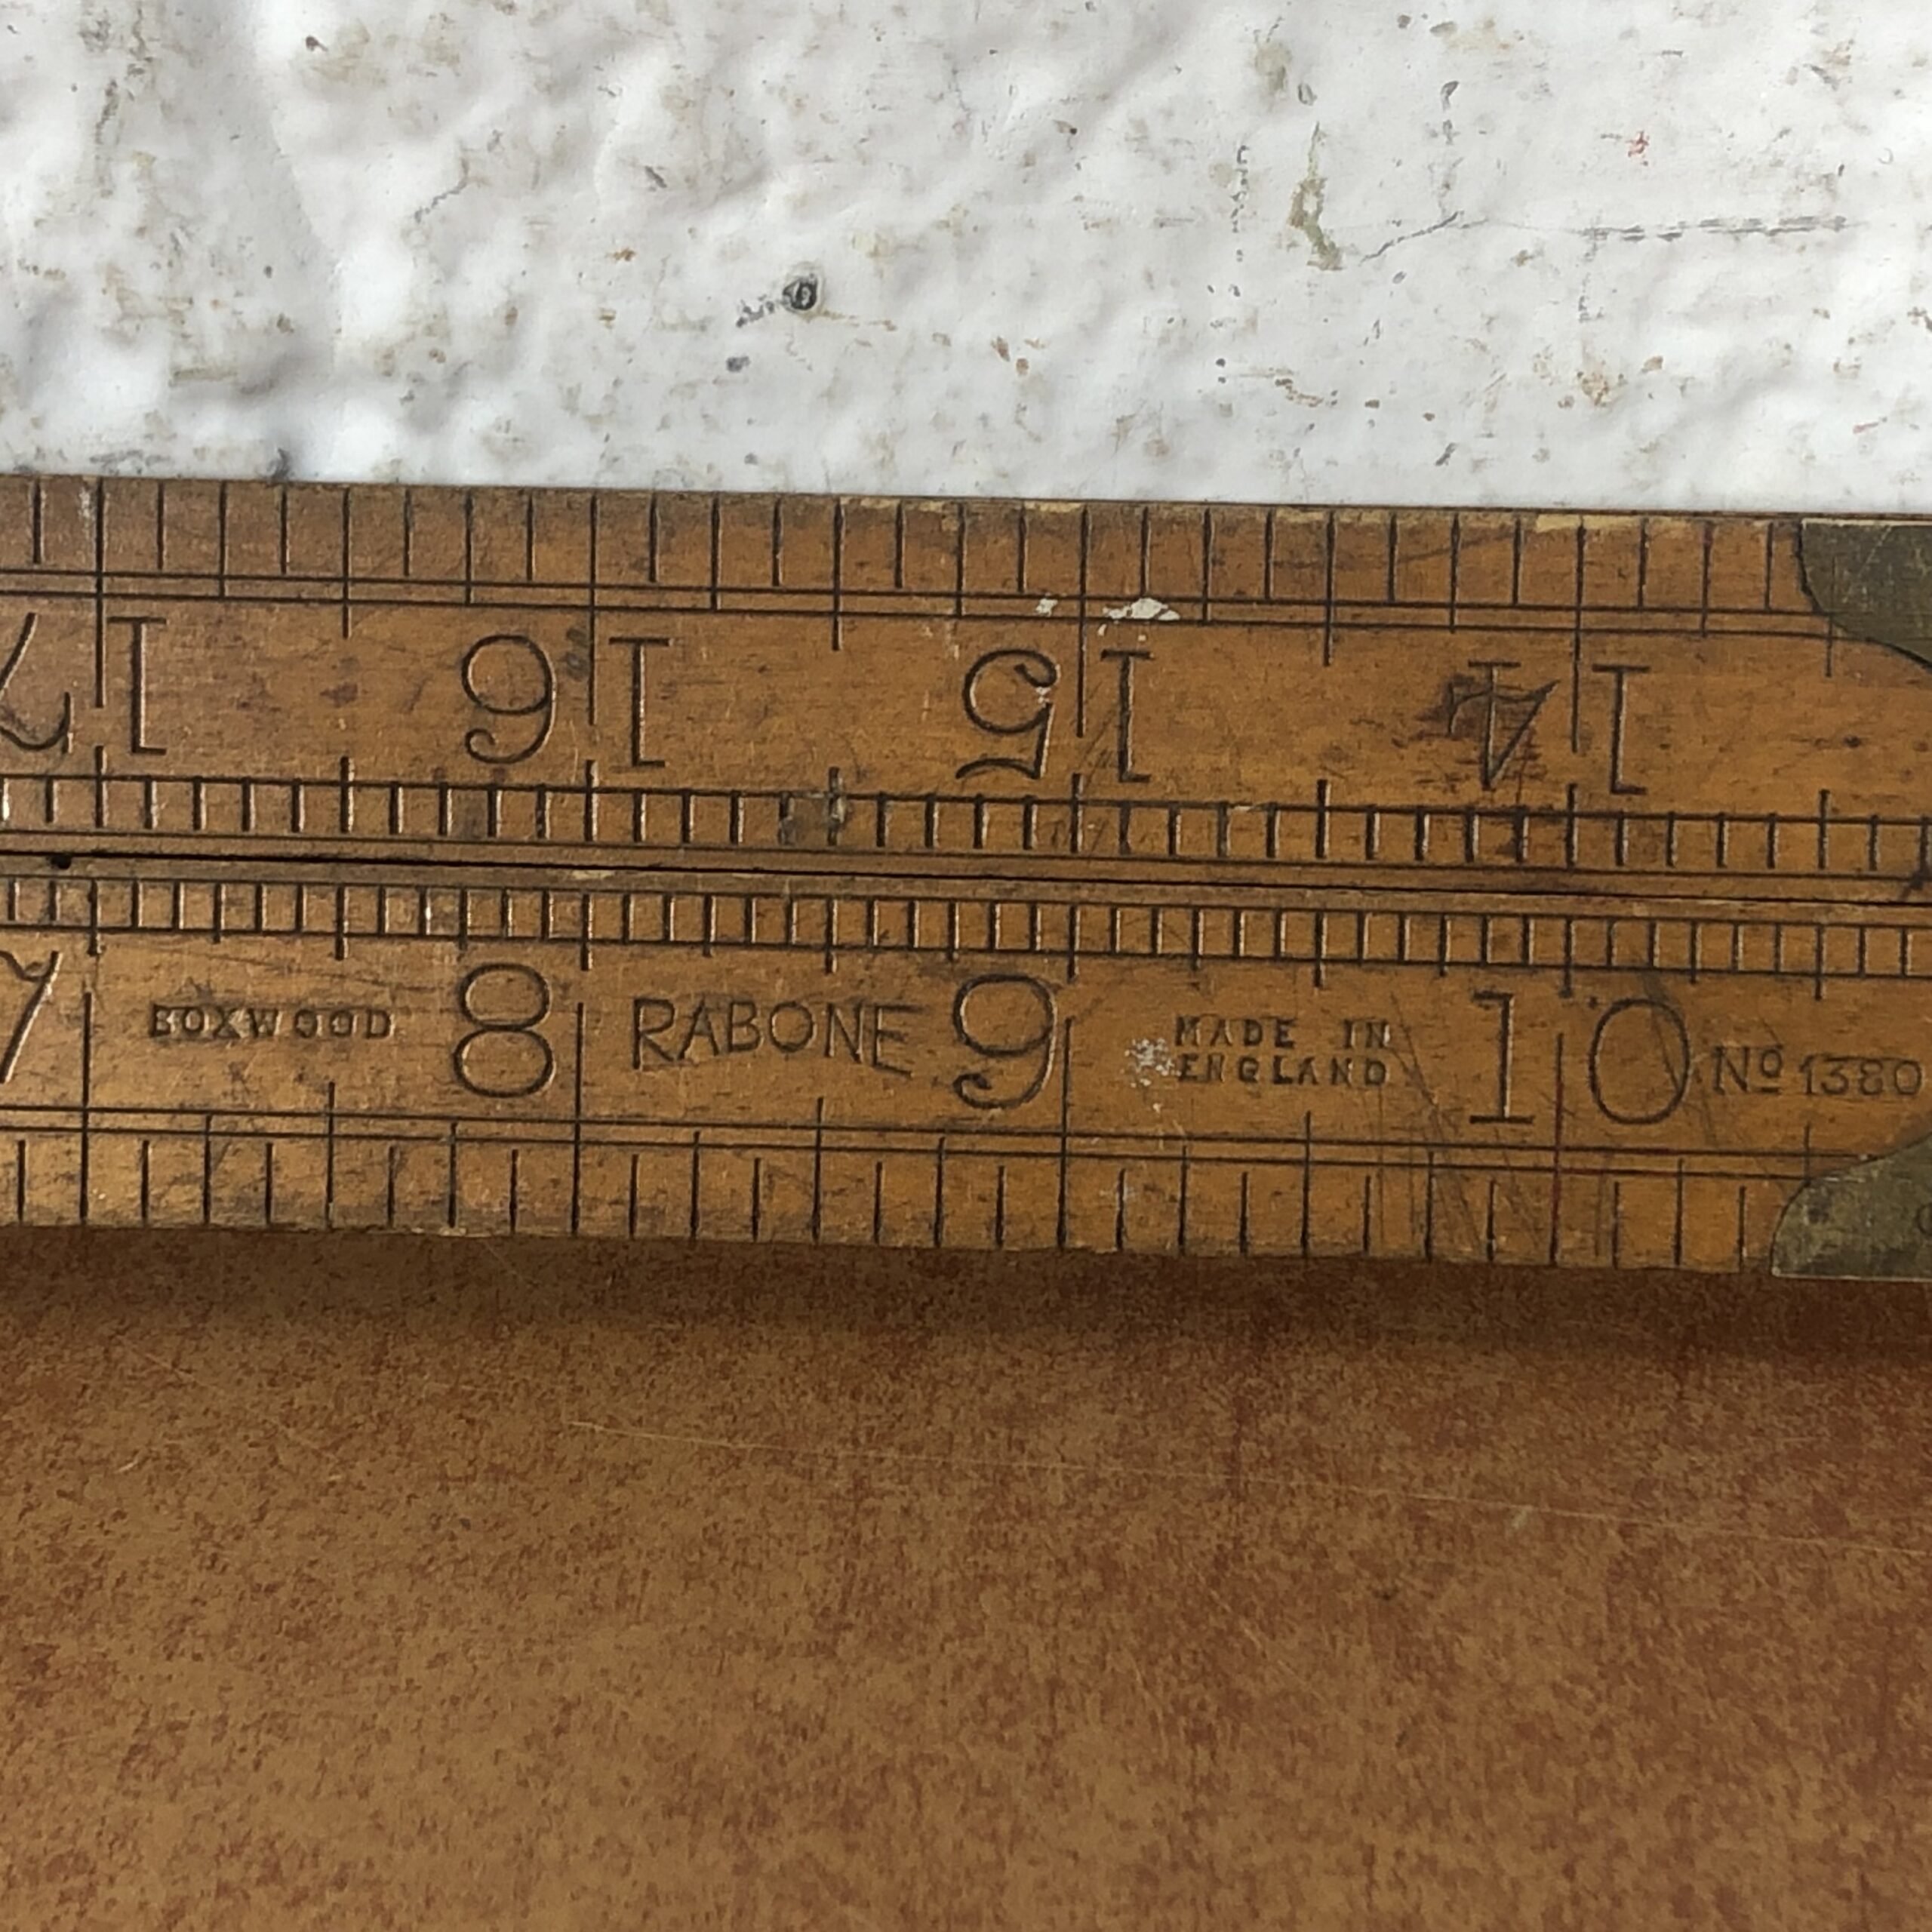 17 16 15 14
7 BOXWOOD 8 RABONE 9 MADE IN ENGLAND 10 Nº 1380